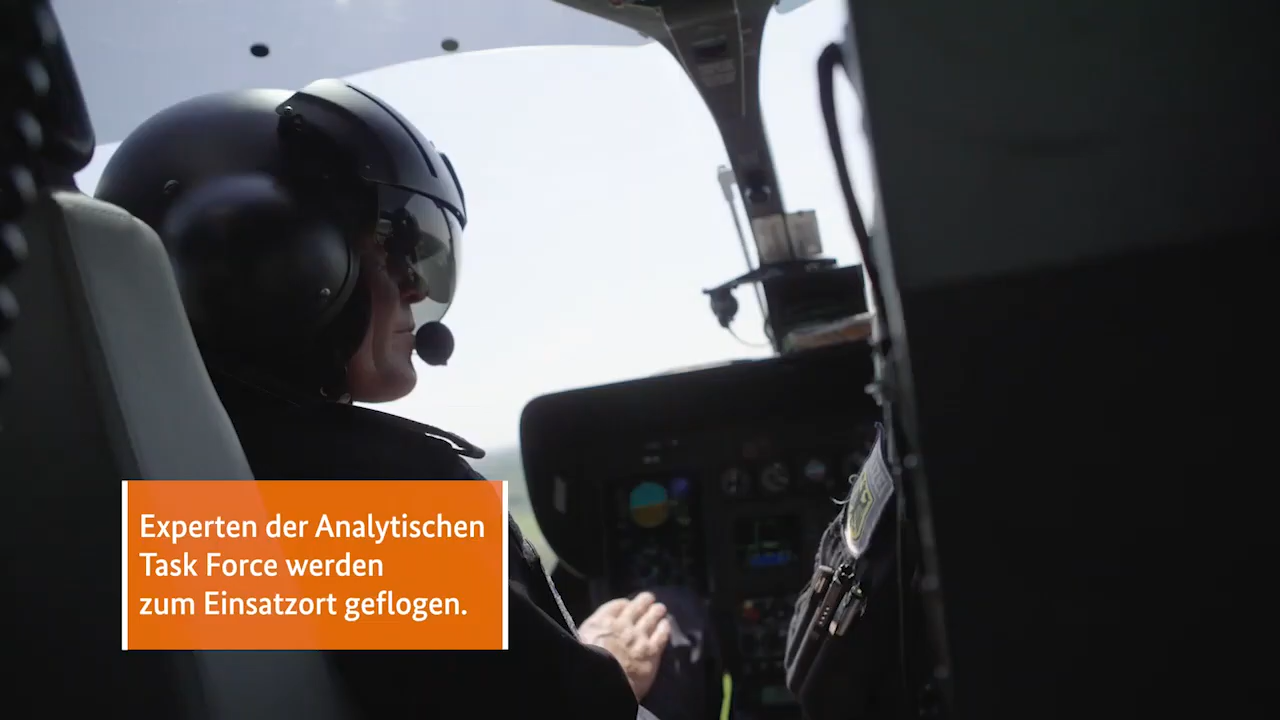 Experten der Analytischen
Task Force werden
zum Einsatzort geflogen.